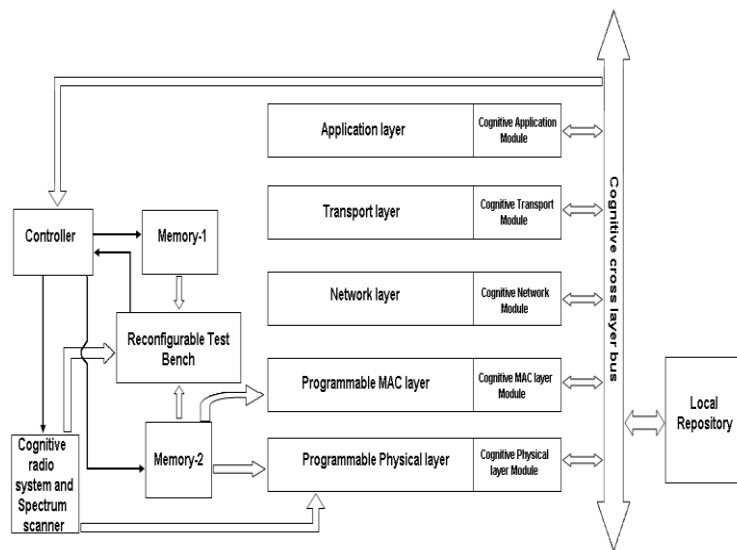 Application layer
Cognitive Application
Module
Transport layer
Cognitive Transport
Module
Controller
Memory-1
Network layer
Cognitive Network
Module
Reconfigurable Test
Bench
Programmable MAC layer
Cognitive MAC layer
Module
Cognitive cross layer bus
Local
Repository
Cognitive
radio
system and
Spectrum
scanner
Memory-2
Programmable Physical layer
Cognitive Physical
layer Module